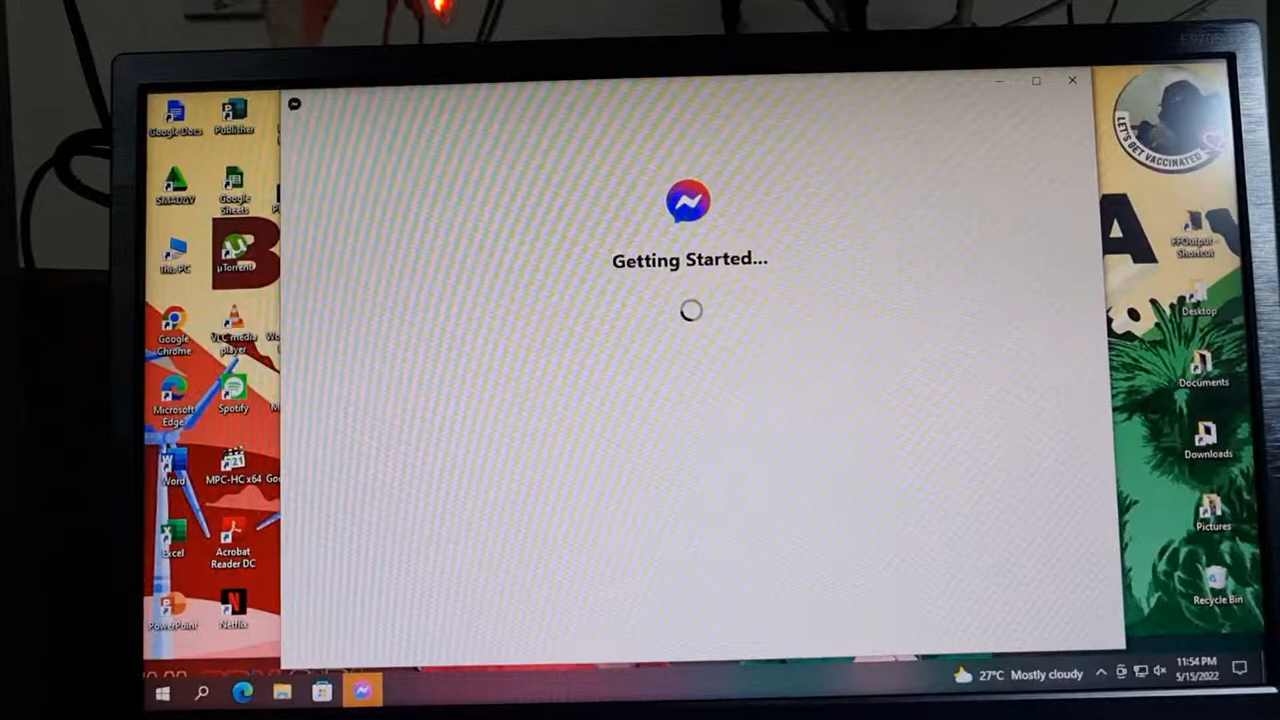 Google Docs
Publisher
SMADAV
Google
Sheets
This PC
µTorrent
Google
Chrome
VLC media
player
Microsoft
Edge
Spotify
Word
MPC-HC x64
Excel
Acrobat
Reader DC
PowerPoint
Netflix
B
Getting Started...
LET'S GET VACCINATED
A
FFOutput -
Shortcut
Desktop
Documents
Downloads
Pictures
Recycle Bin
27°C Mostly cloudy
11:54 PM
5/15/2022